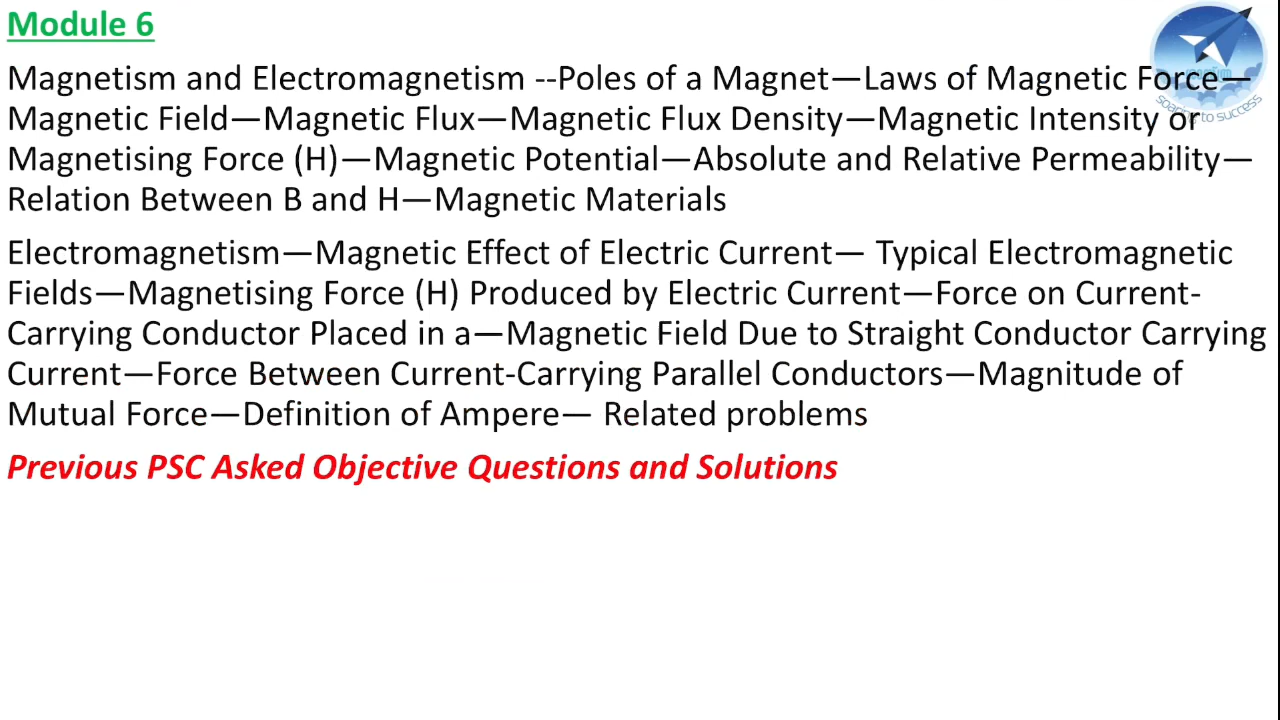 Module 6
Magnetism and Electromagnetism --Poles of a Magnet—Laws of Magnetic Force—
Magnetic Field—Magnetic Flux—Magnetic Flux Density—Magnetic Intensity or
Magnetising Force (H)—Magnetic Potential—Absolute and Relative Permeability—
Relation Between B and H—Magnetic Materials
Electromagnetism—Magnetic Effect of Electric Current— Typical Electromagnetic
Fields—Magnetising Force (H) Produced by Electric Current—Force on Current-
Carrying Conductor Placed in a—Magnetic Field Due to Straight Conductor Carrying
Current—Force Between Current-Carrying Parallel Conductors—Magnitude of
Mutual Force—Definition of Ampere— Related problems
Previous PSC Asked Objective Questions and Solutions
soaring to success